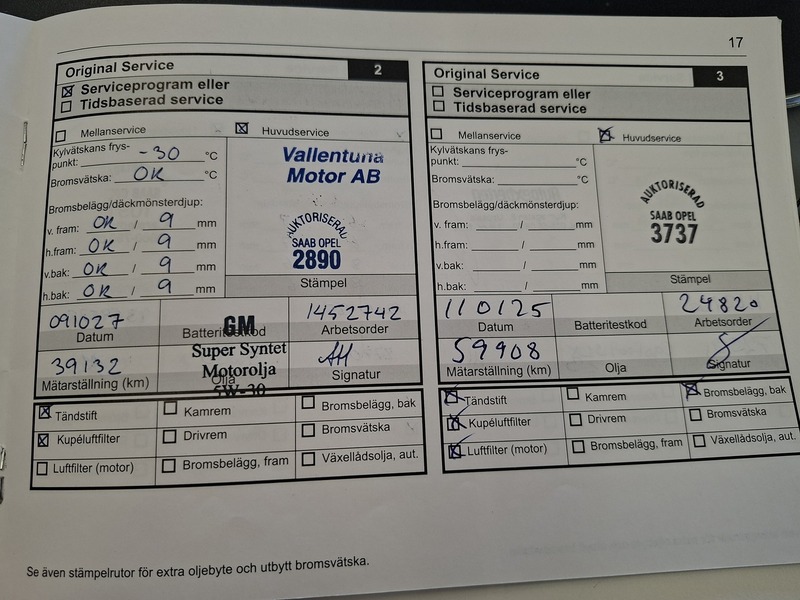 17
Original Service 2
☒ Serviceprogram eller
☐ Tidsbaserad service
☐ Mellanservice ☒ Huvudservice
Kylvätskans frys-
punkt: -30 °C
Bromsvätska: OK °C
Bromsbelägg/däckmönsterdjup:
v. fram: OK / 9 mm
h.fram: OK / 9 mm
v.bak: OK / 9 mm
h.bak: OK / 9 mm
Vallentuna
Motor AB
AUKTORISERAD
SAAB OPEL
2890
Stämpel
091027
Datum
Batteritestkod
1452742
Arbetsorder
39132
Mätarställning (km)
GM
Super Syntet
Motorolja
5W-30
Olja
AH
Signatur
☒ Tändstift ☐ Kamrem ☐ Bromsbelägg, bak
☒ Kupéluftfilter ☐ Drivrem ☐ Bromsvätska
☐ Luftfilter (motor) ☐ Bromsbelägg, fram ☐ Växellådsolja, aut.
Original Service 3
☐ Serviceprogram eller
☐ Tidsbaserad service
☐ Mellanservice ☒ Huvudservice
Kylvätskans frys-
punkt: °C
Bromsvätska: °C
Bromsbelägg/däckmönsterdjup:
v. fram: / mm
h.fram: / mm
v.bak: / mm
h.bak: / mm
AUKTORISERAD
SAAB OPEL
3737
Stämpel
110125
Datum
Batteritestkod
24820
Arbetsorder
59908
Mätarställning (km)
Olja
Signatur
☒ Tändstift ☐ Kamrem ☒ Bromsbelägg, bak
☒ Kupéluftfilter ☐ Drivrem ☐ Bromsvätska
☒ Luftfilter (motor) ☐ Bromsbelägg, fram ☐ Växellådsolja, aut.
Se även stämpelrutor för extra oljebyte och utbytt bromsvätska.